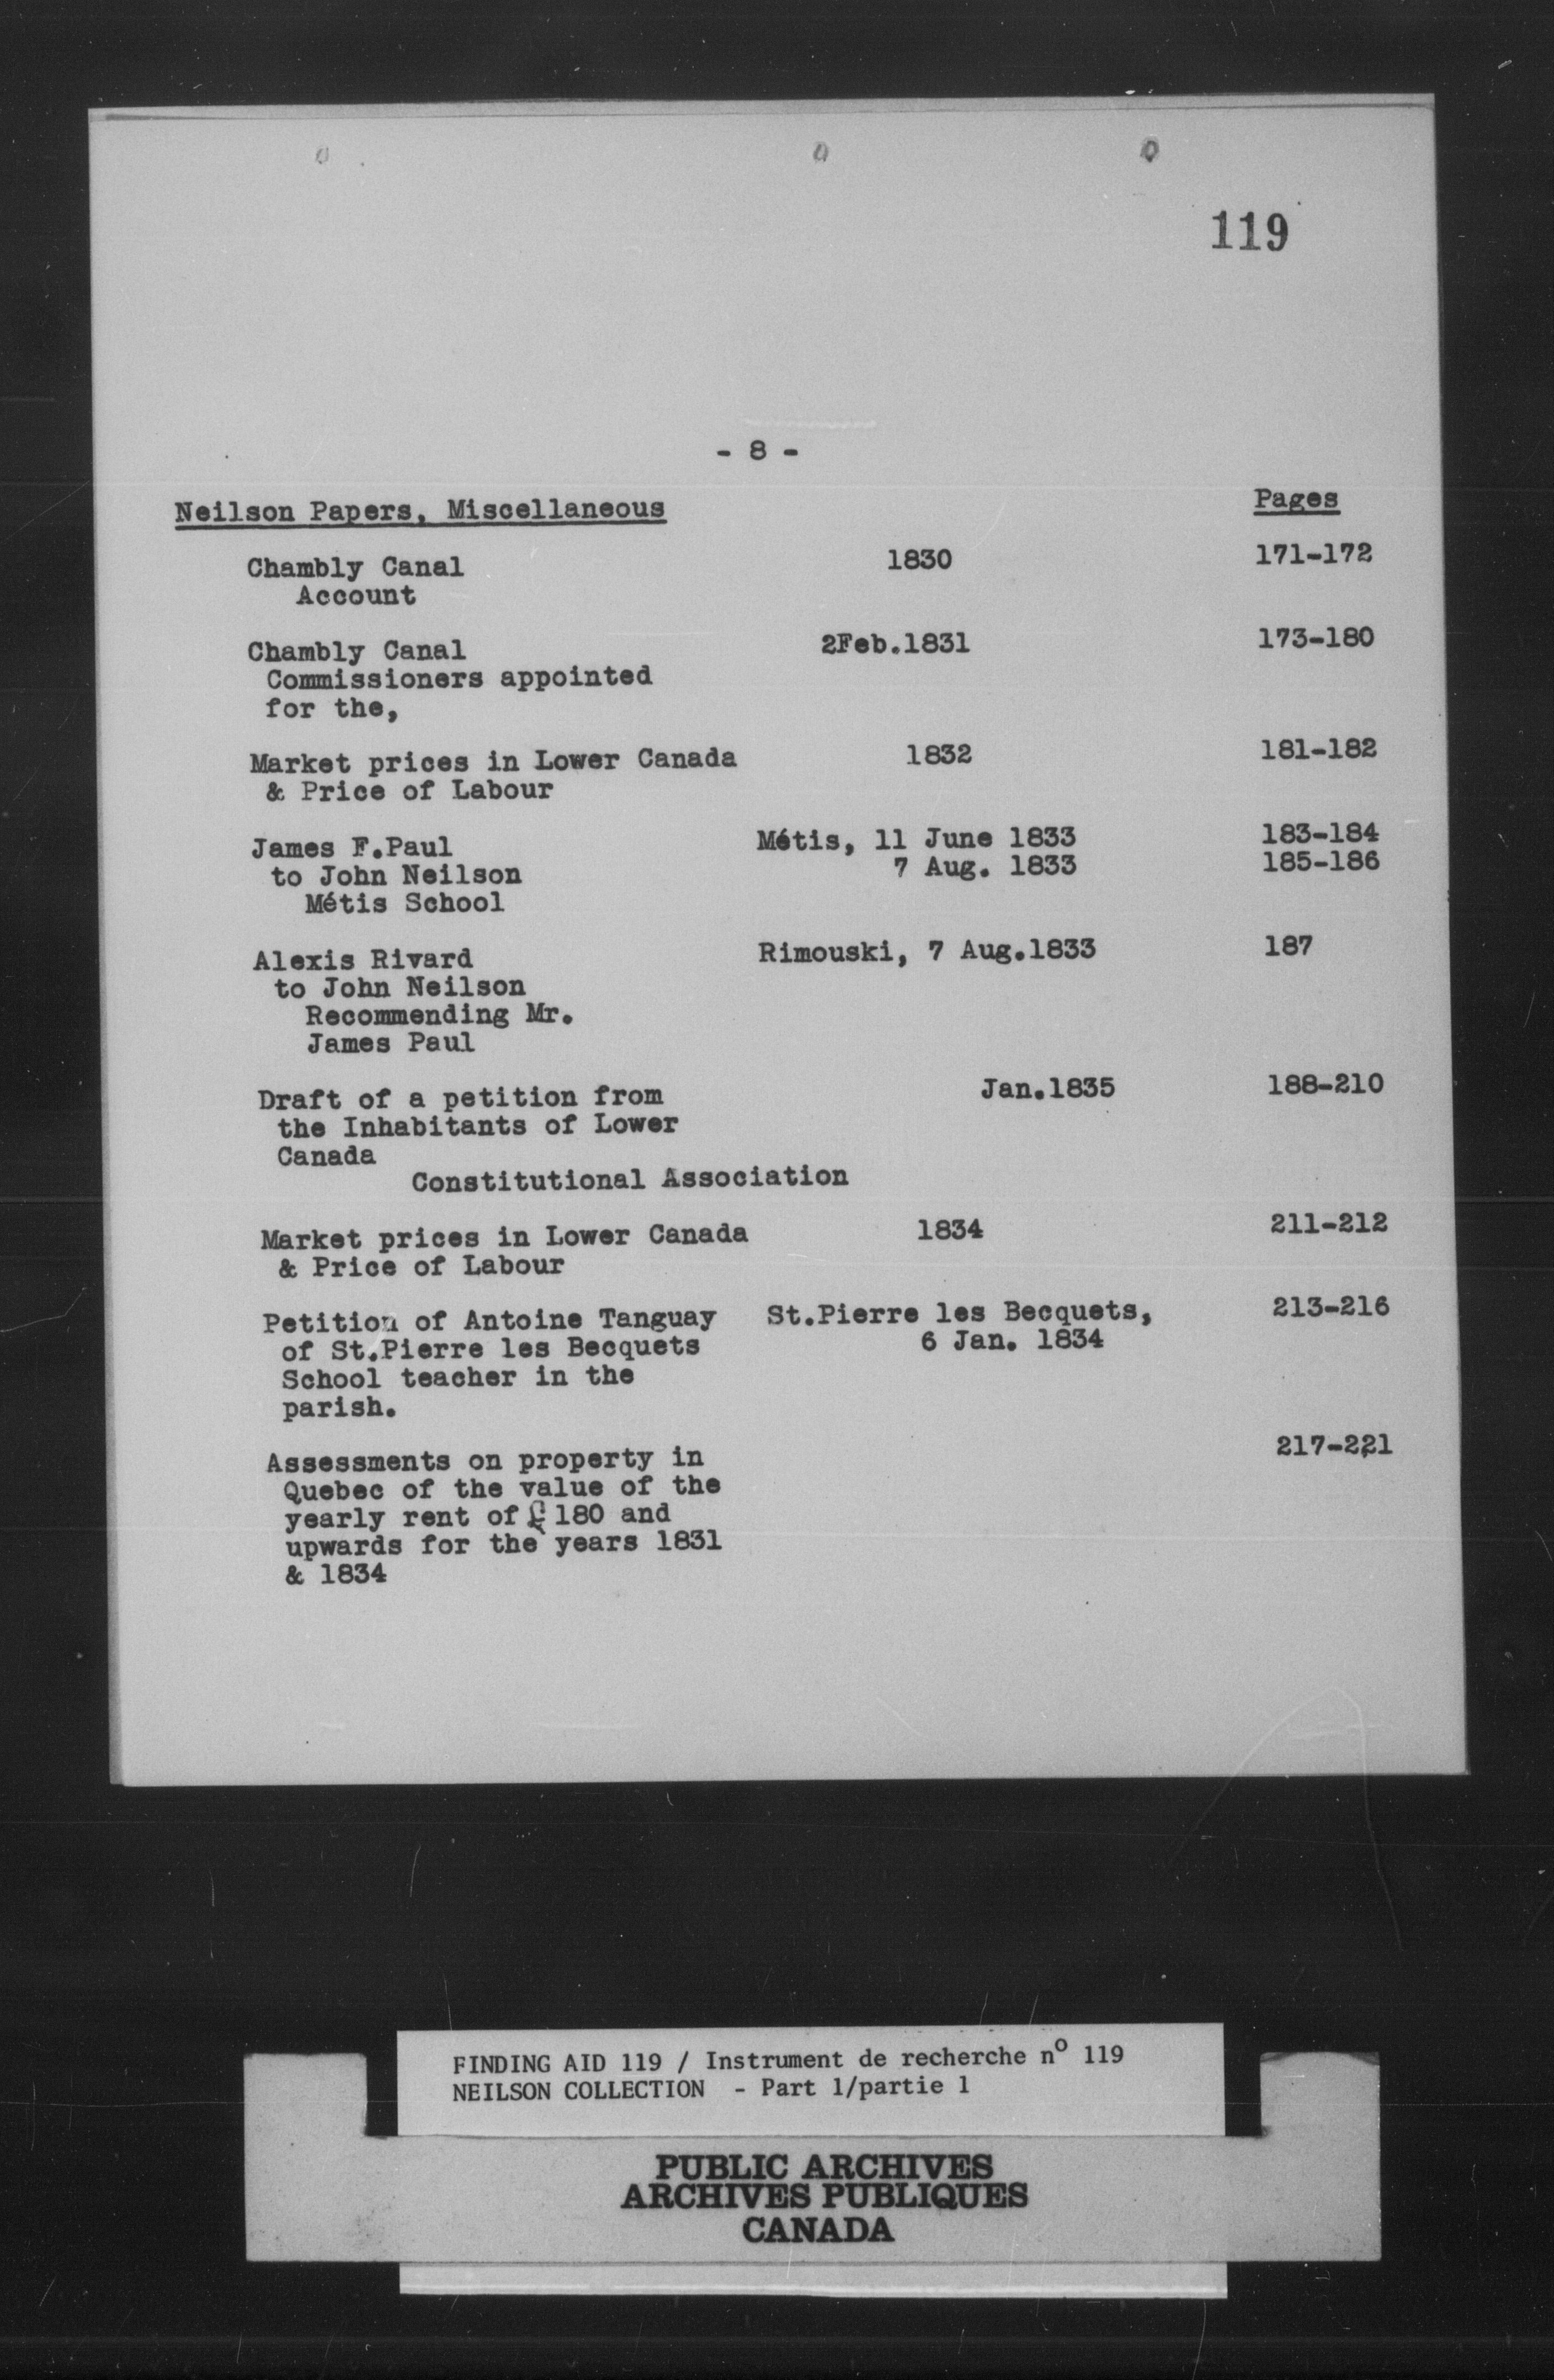 119
- 8 -
Neilson Papers, Miscellaneous Pages
Chambly Canal 1830 171-172
Account
Chambly Canal 2Feb.1831 173-180
Commissioners appointed
for the,
Market prices in Lower Canada 1832 181-182
& Price of Labour
James F.Paul Métis, 11 June 1833 183-184
to John Neilson 7 Aug. 1833 185-186
Métis School
Alexis Rivard Rimouski, 7 Aug.1833 187
to John Neilson
Recommending Mr.
James Paul
Draft of a petition from Jan.1835 188-210
the Inhabitants of Lower
Canada
Constitutional Association
Market prices in Lower Canada 1834 211-212
& Price of Labour
Petition of Antoine Tanguay St.Pierre les Becquets, 213-216
of St.Pierre les Becquets 6 Jan. 1834
School teacher in the
parish.
Assessments on property in 217-221
Quebec of the value of the
yearly rent of £ 180 and
upwards for the years 1831
& 1834
FINDING AID 119 / Instrument de recherche nº 119
NEILSON COLLECTION - Part 1/partie 1
PUBLIC ARCHIVES
ARCHIVES PUBLIQUES
CANADA